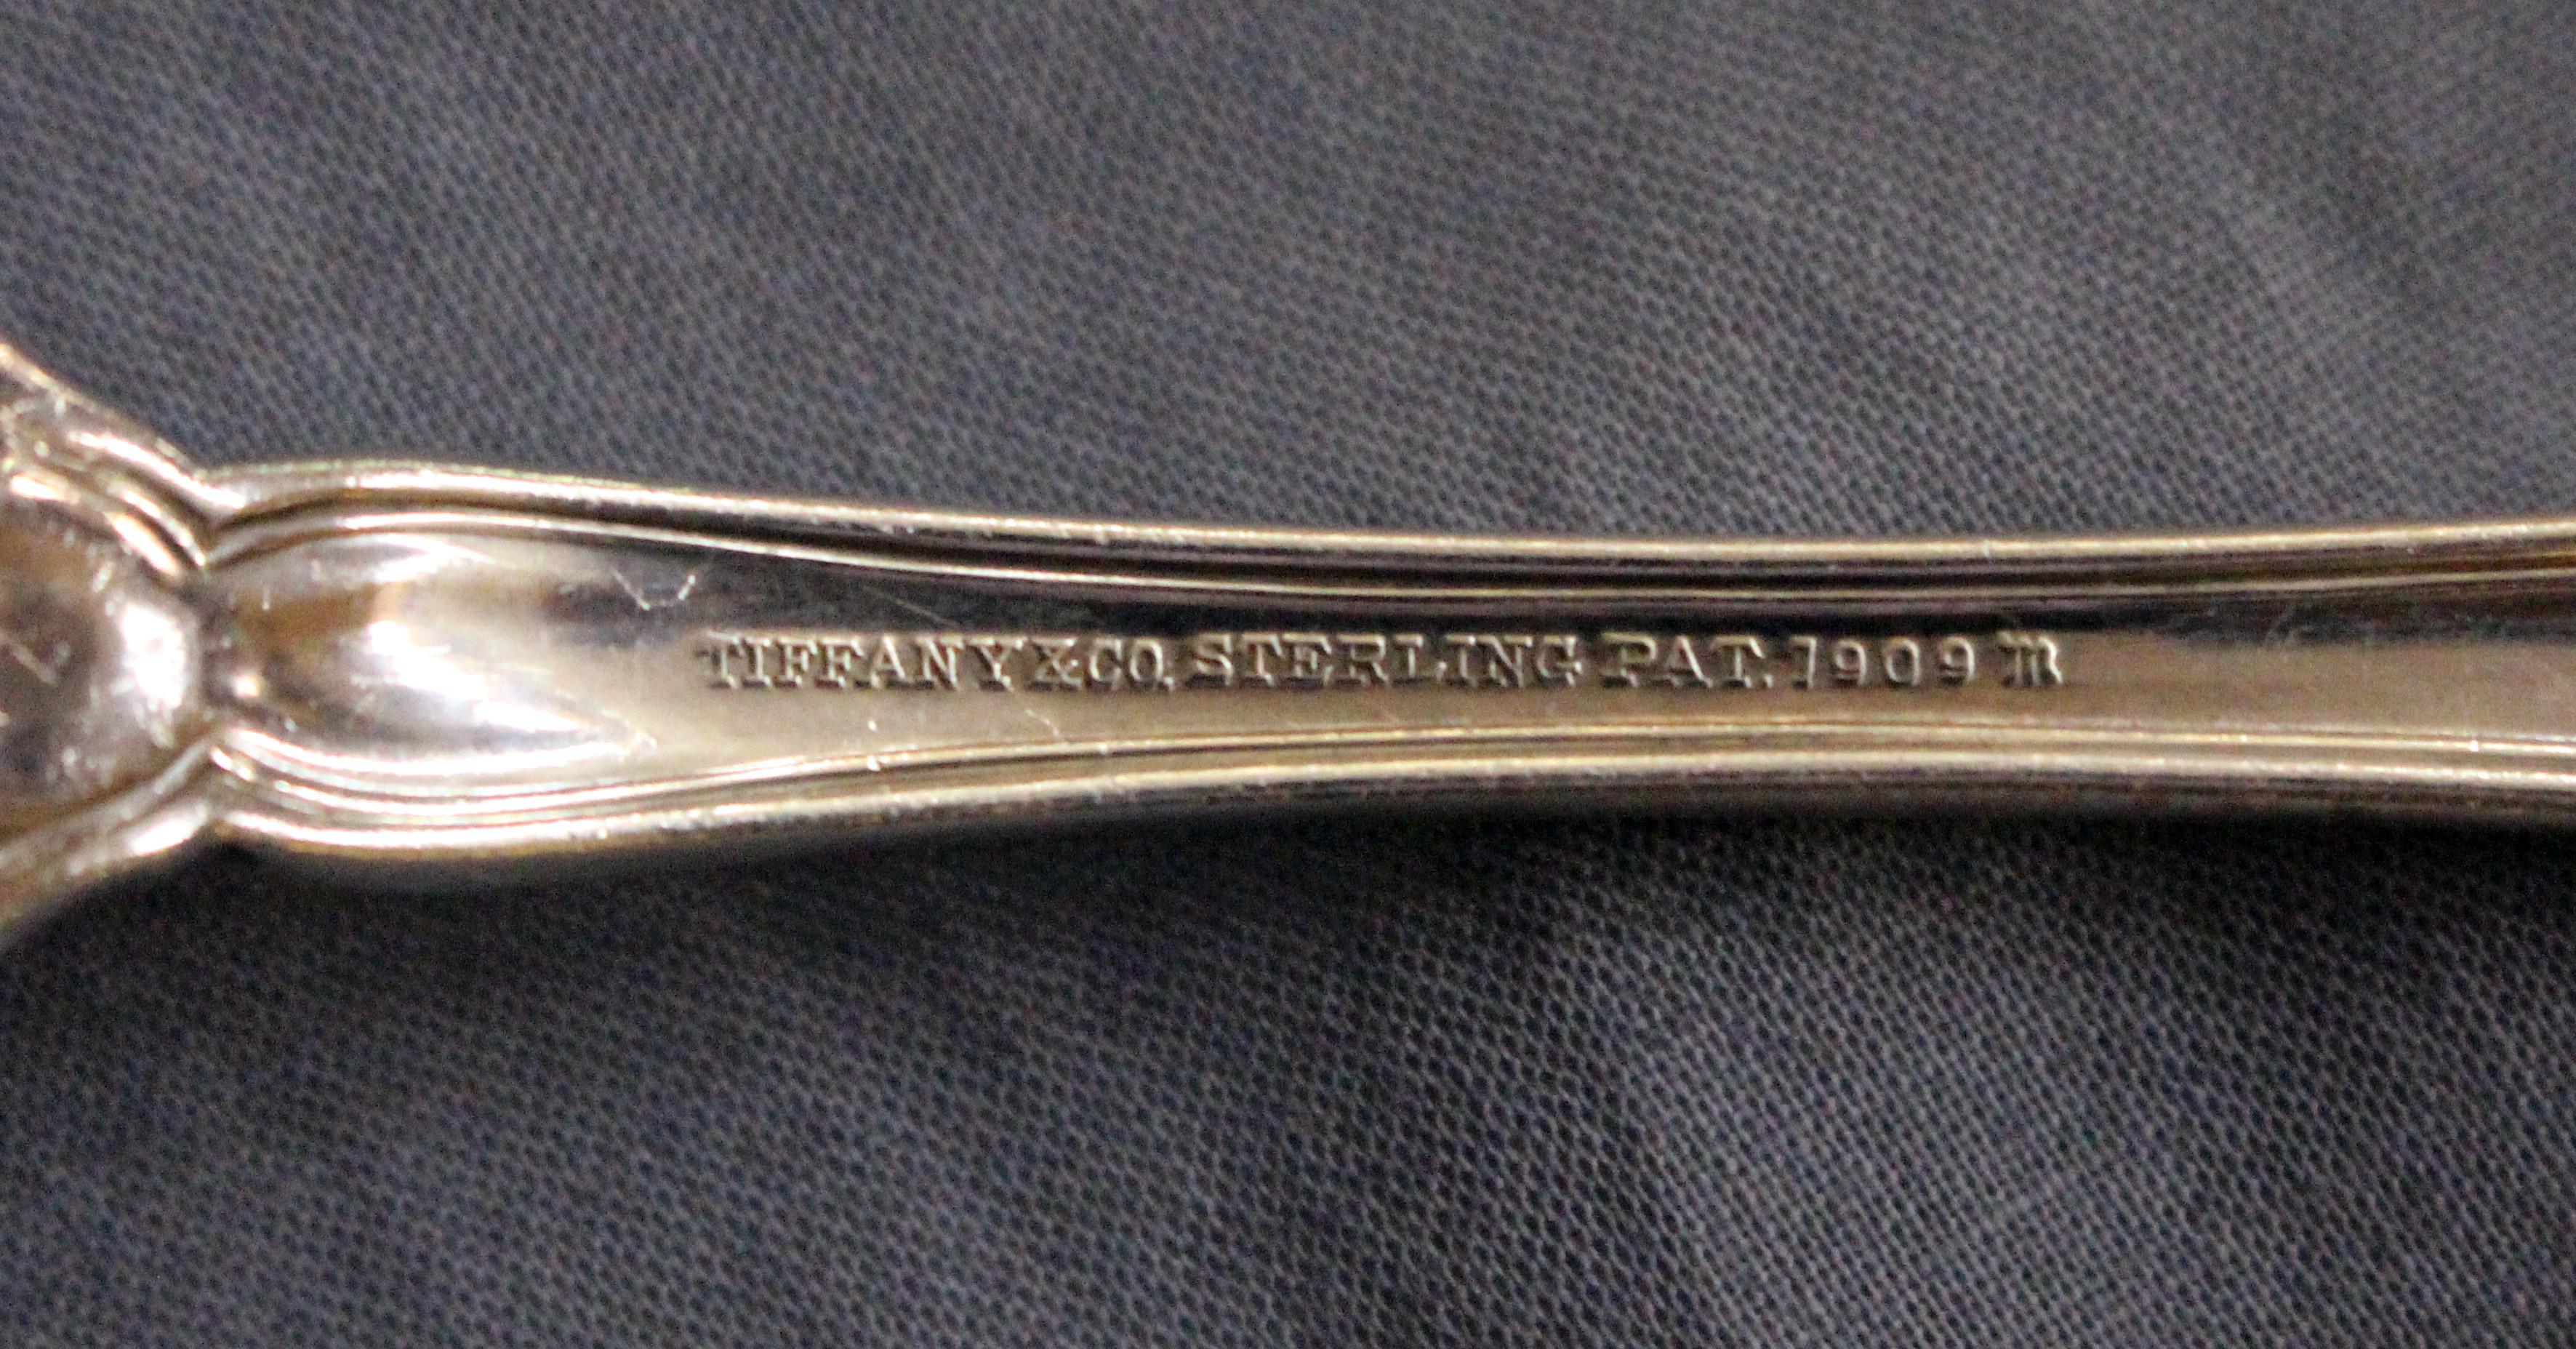 TIFFANY & CO. STERLING PAT. 1909 m